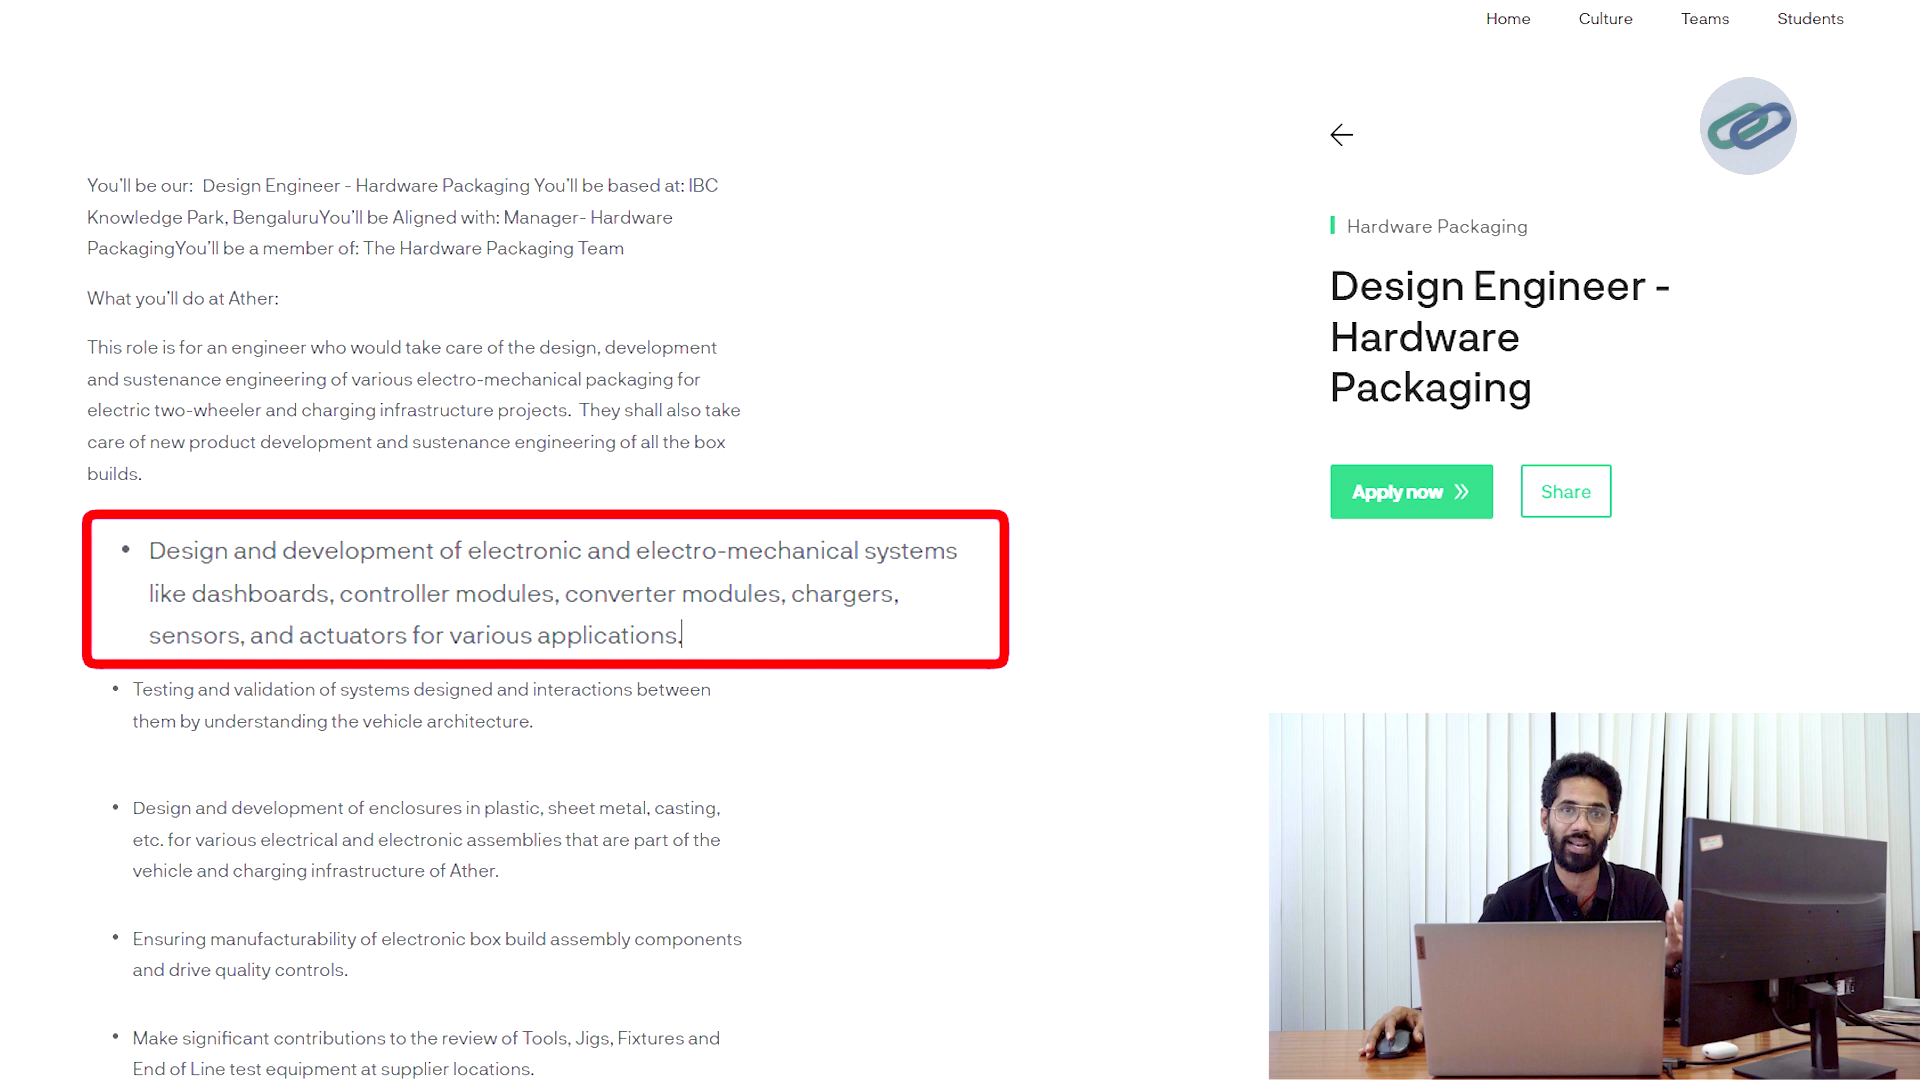 Home Culture Teams Students
You'll be our:  Design Engineer - Hardware Packaging You'll be based at: IBC
Knowledge Park, BengaluruYou'll be Aligned with: Manager- Hardware
PackagingYou'll be a member of: The Hardware Packaging Team
What you'll do at Ather:
This role is for an engineer who would take care of the design, development
and sustenance engineering of various electro-mechanical packaging for
electric two-wheeler and charging infrastructure projects.  They shall also take
care of new product development and sustenance engineering of all the box
builds.
• Design and development of electronic and electro-mechanical systems
like dashboards, controller modules, converter modules, chargers,
sensors, and actuators for various applications.
• Testing and validation of systems designed and interactions between
them by understanding the vehicle architecture.
• Design and development of enclosures in plastic, sheet metal, casting,
etc. for various electrical and electronic assemblies that are part of the
vehicle and charging infrastructure of Ather.
• Ensuring manufacturability of electronic box build assembly components
and drive quality controls.
• Make significant contributions to the review of Tools, Jigs, Fixtures and
End of Line test equipment at supplier locations.
Hardware Packaging
Design Engineer -
Hardware
Packaging
Apply now
Share